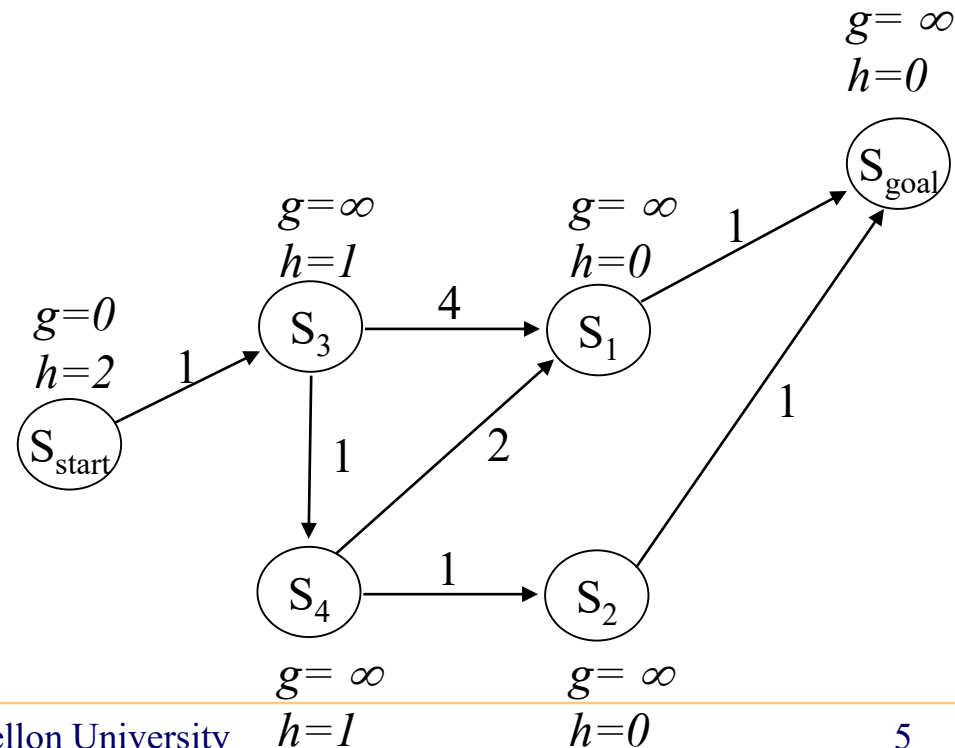 g= ∞
h=0
S_goal
g=∞
h=1
g= ∞
h=0
1
S_3
4
S_1
g=0
h=2
1
S_start
1
2
1
S_4
1
S_2
g= ∞
h=1
g= ∞
h=0
ellon University
5